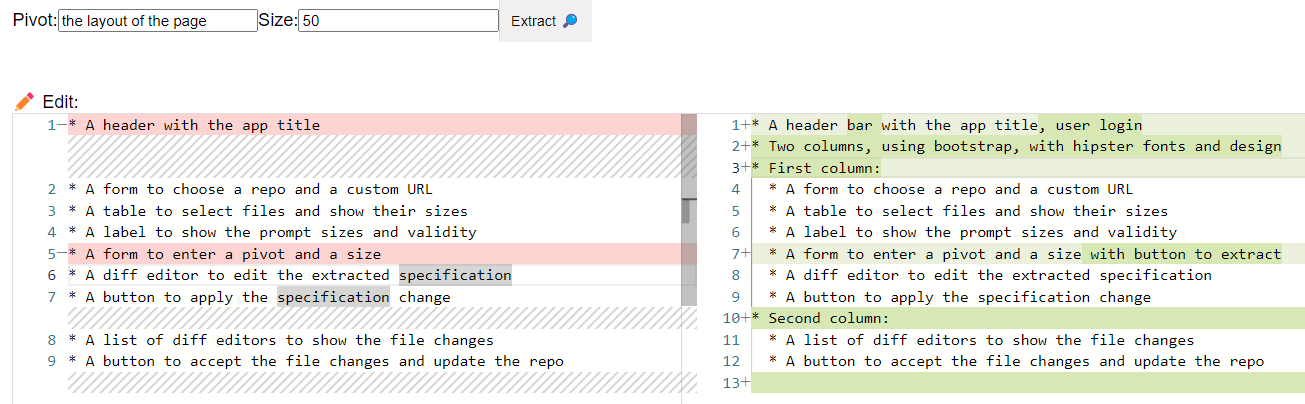 Pivot: the layout of the page Size: 50 Extract
Edit:
1-* A header with the app title
2 * A form to choose a repo and a custom URL
3 * A table to select files and show their sizes
4 * A label to show the prompt sizes and validity
5-* A form to enter a pivot and a size
6 * A diff editor to edit the extracted specification
7 * A button to apply the specification change
8 * A list of diff editors to show the file changes
9 * A button to accept the file changes and update the repo
1+* A header bar with the app title, user login
2+* Two columns, using bootstrap, with hipster fonts and design
3+* First column:
4 * A form to choose a repo and a custom URL
5 * A table to select files and show their sizes
6 * A label to show the prompt sizes and validity
7+ * A form to enter a pivot and a size with button to extract
8 * A diff editor to edit the extracted specification
9 * A button to apply the specification change
10+* Second column:
11 * A list of diff editors to show the file changes
12 * A button to accept the file changes and update the repo
13+